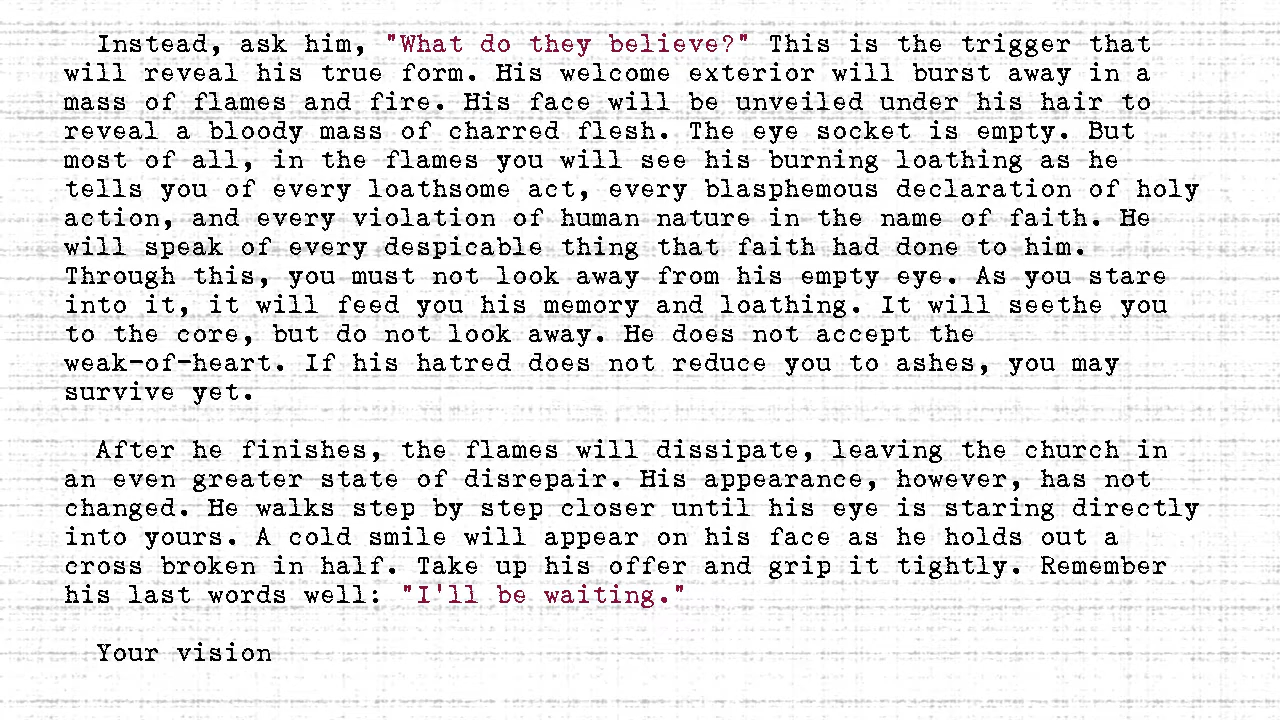 Instead, ask him, "What do they believe?" This is the trigger that
will reveal his true form. His welcome exterior will burst away in a
mass of flames and fire. His face will be unveiled under his hair to
reveal a bloody mass of charred flesh. The eye socket is empty. But
most of all, in the flames you will see his burning loathing as he
tells you of every loathsome act, every blasphemous declaration of holy
action, and every violation of human nature in the name of faith. He
will speak of every despicable thing that faith had done to him.
Through this, you must not look away from his empty eye. As you stare
into it, it will feed you his memory and loathing. It will seethe you
to the core, but do not look away. He does not accept the
weak-of-heart. If his hatred does not reduce you to ashes, you may
survive yet.
After he finishes, the flames will dissipate, leaving the church in
an even greater state of disrepair. His appearance, however, has not
changed. He walks step by step closer until his eye is staring directly
into yours. A cold smile will appear on his face as he holds out a
cross broken in half. Take up his offer and grip it tightly. Remember
his last words well: "I'll be waiting."
Your vision